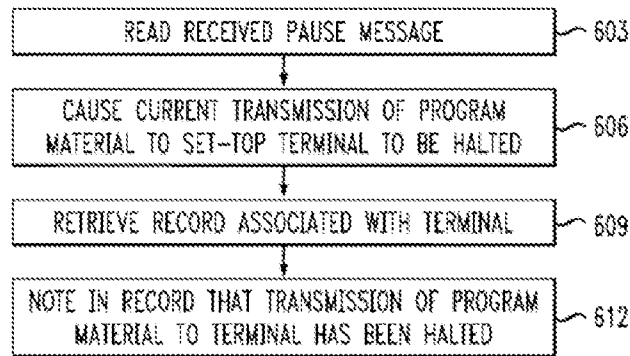 READ RECEIVED PAUSE MESSAGE
603
CAUSE CURRENT TRANSMISSION OF PROGRAM
MATERIAL TO SET-TOP TERMINAL TO BE HALTED
606
RETRIEVE RECORD ASSOCIATED WITH TERMINAL
609
NOTE IN RECORD THAT TRANSMISSION OF PROGRAM
MATERIAL TO TERMINAL HAS BEEN HALTED
612